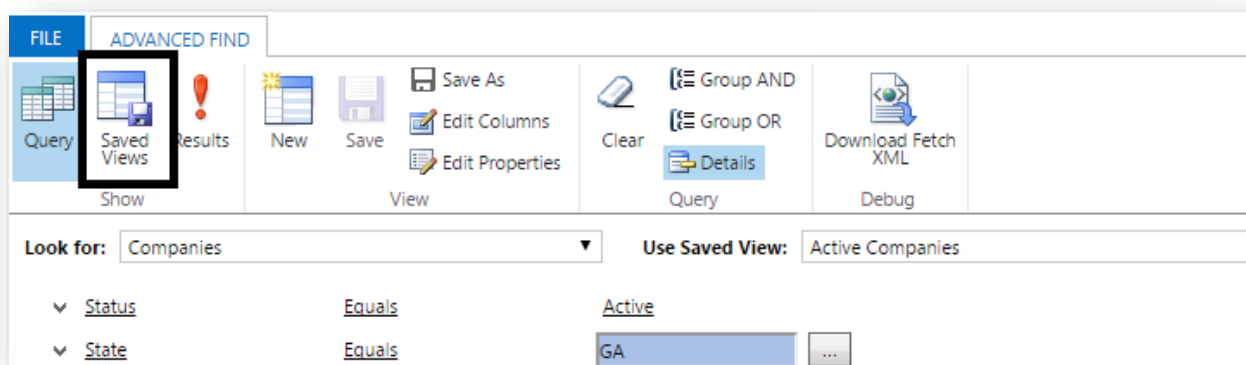 FILE ADVANCED FIND
Save As
Group AND
Edit Columns
Group OR
Query Saved Views Results New Save Clear Download Fetch XML
Edit Properties
Details
Show View Query Debug
Look for: Companies Use Saved View: Active Companies
Status Equals Active
State Equals GA ...